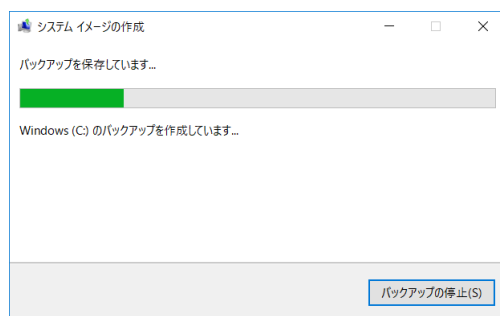 システム イメージの作成
バックアップを保存しています...
Windows (C:) のバックアップを作成しています...
バックアップの停止(S)